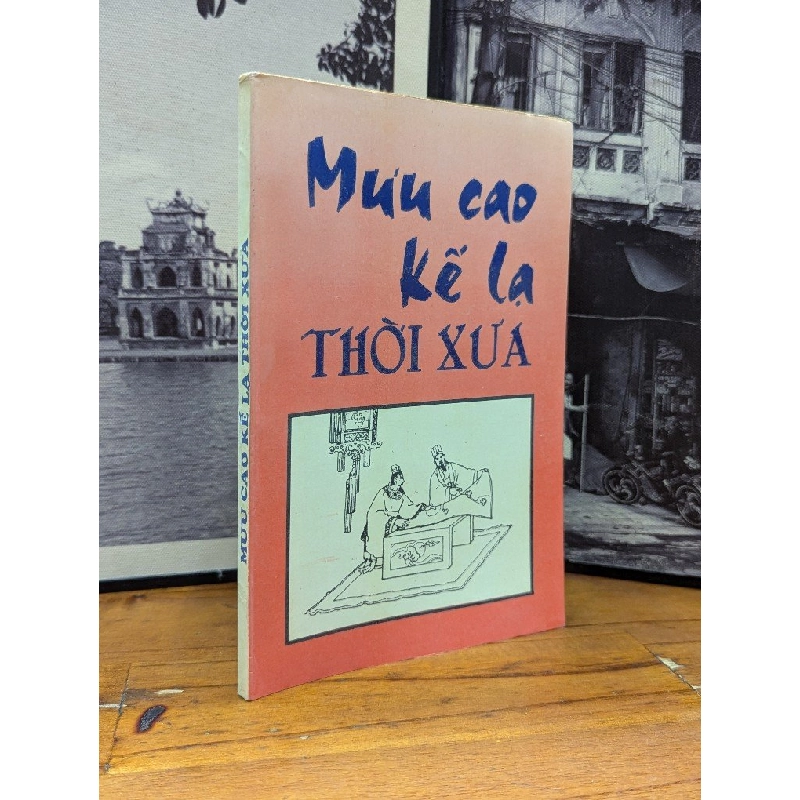 Mưu cao
kế lạ
THỜI XƯA
MƯU CAO KẾ LẠ THỜI XƯA